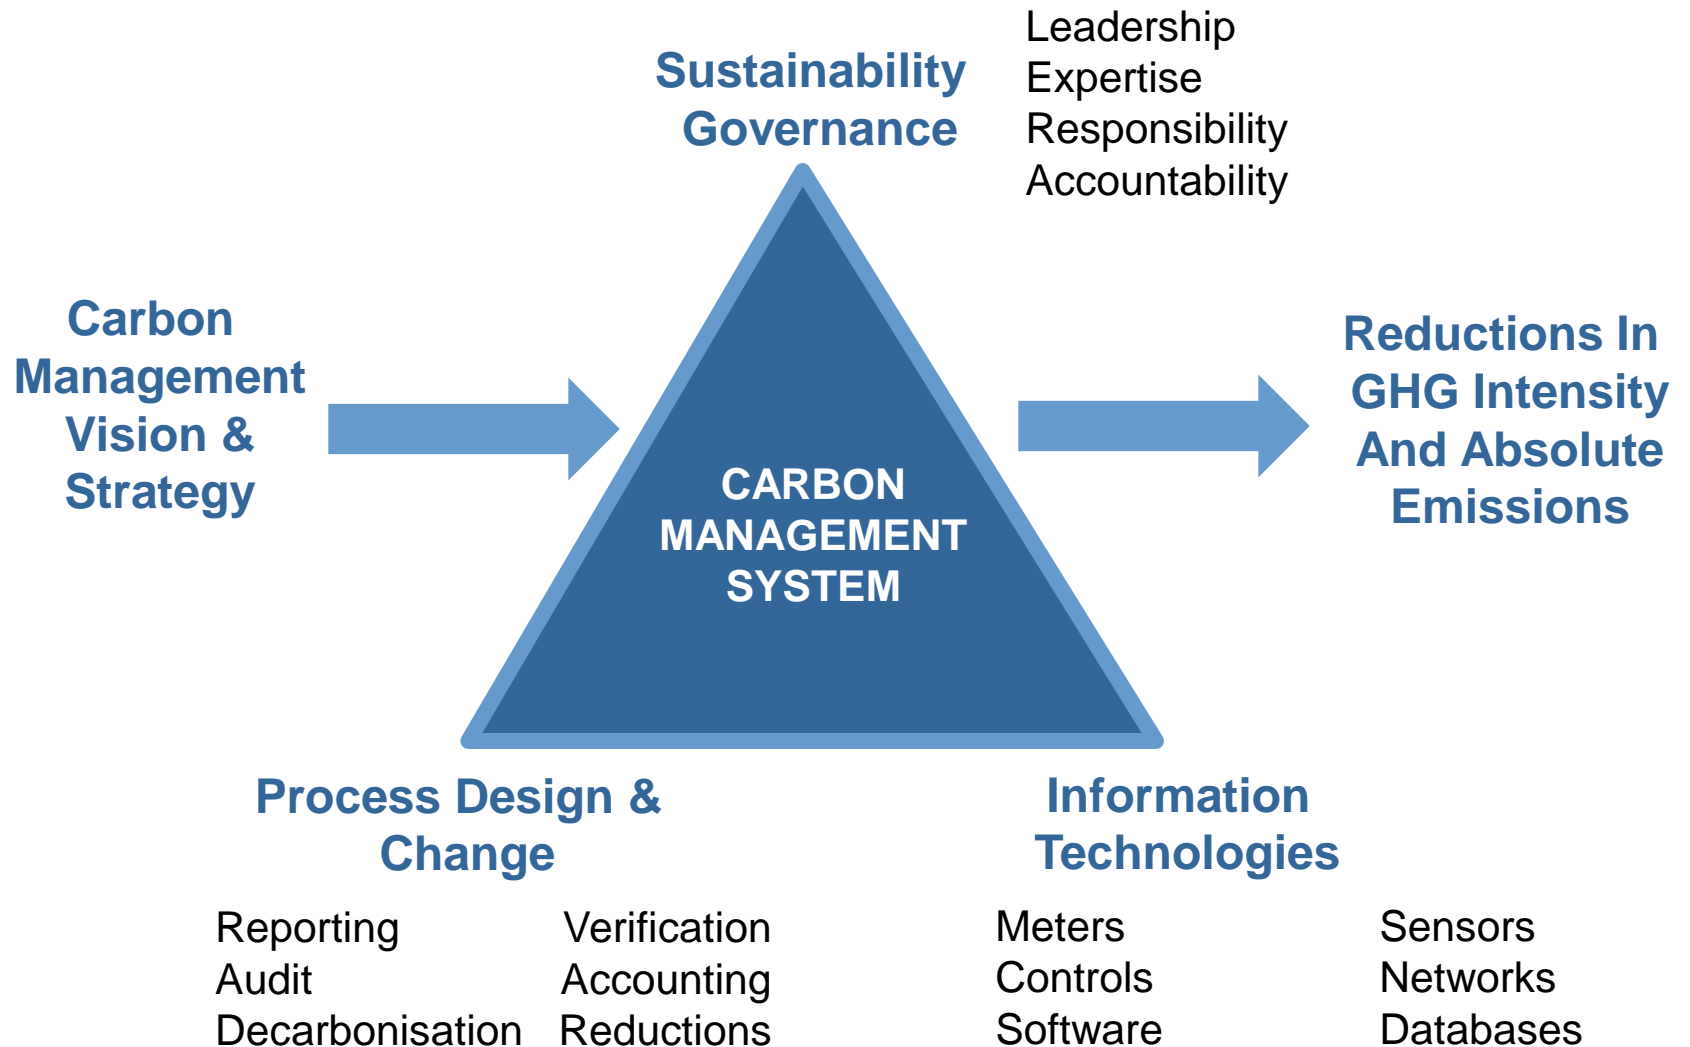 Sustainability
Governance
Leadership
Expertise
Responsibility
Accountability
Carbon
Management
Vision &
Strategy
CARBON
MANAGEMENT
SYSTEM
Reductions In
GHG Intensity
And Absolute
Emissions
Process Design &
Change
Reporting
Audit
Decarbonisation
Verification
Accounting
Reductions
Information
Technologies
Meters
Controls
Software
Sensors
Networks
Databases